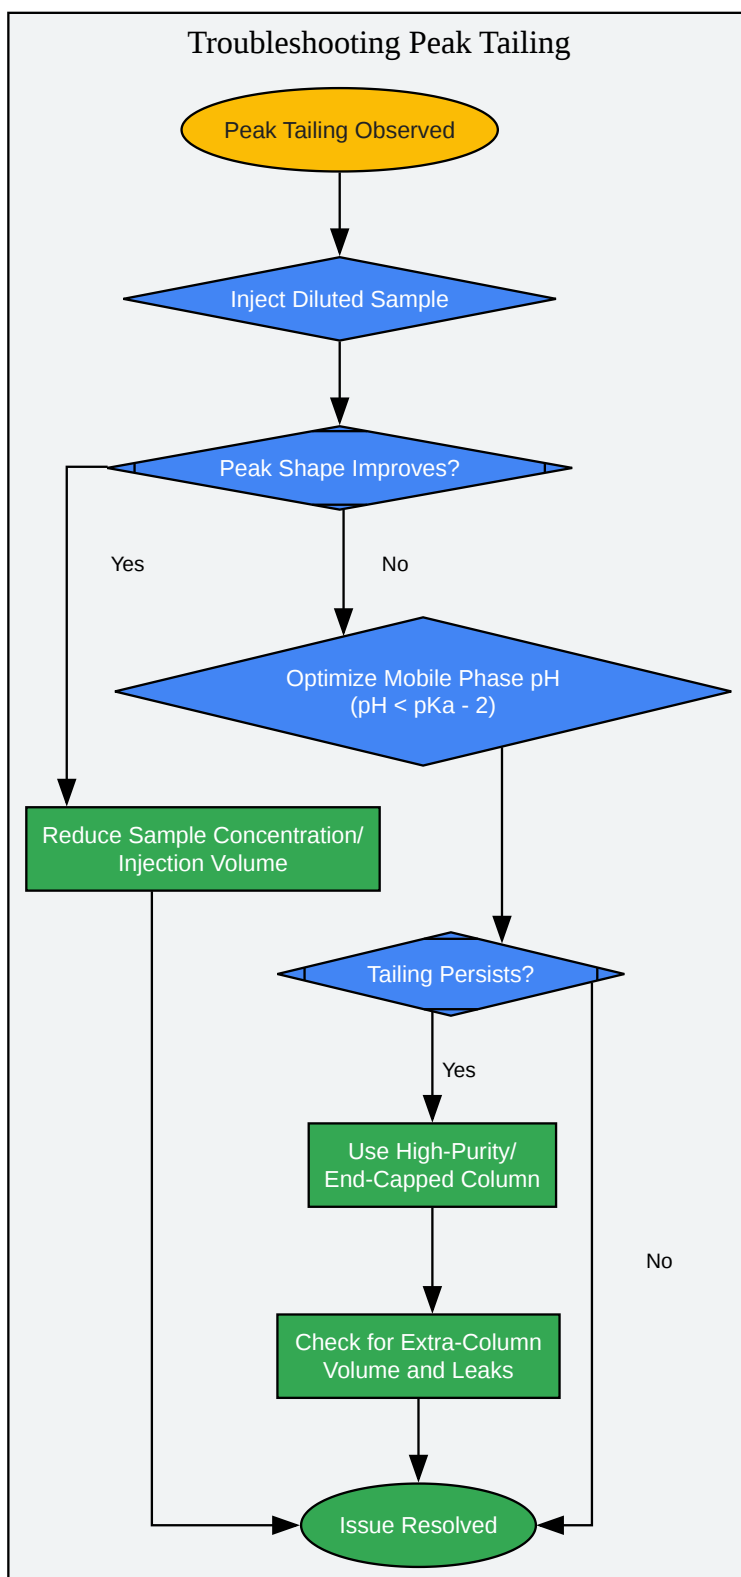 Troubleshooting Peak Tailing
Peak Tailing Observed
Inject Diluted Sample
Peak Shape Improves?
Yes
No
Optimize Mobile Phase pH
(pH < pKa - 2)
Reduce Sample Concentration/
Injection Volume
Tailing Persists?
Yes
Use High-Purity/
End-Capped Column
No
Check for Extra-Column
Volume and Leaks
Issue Resolved